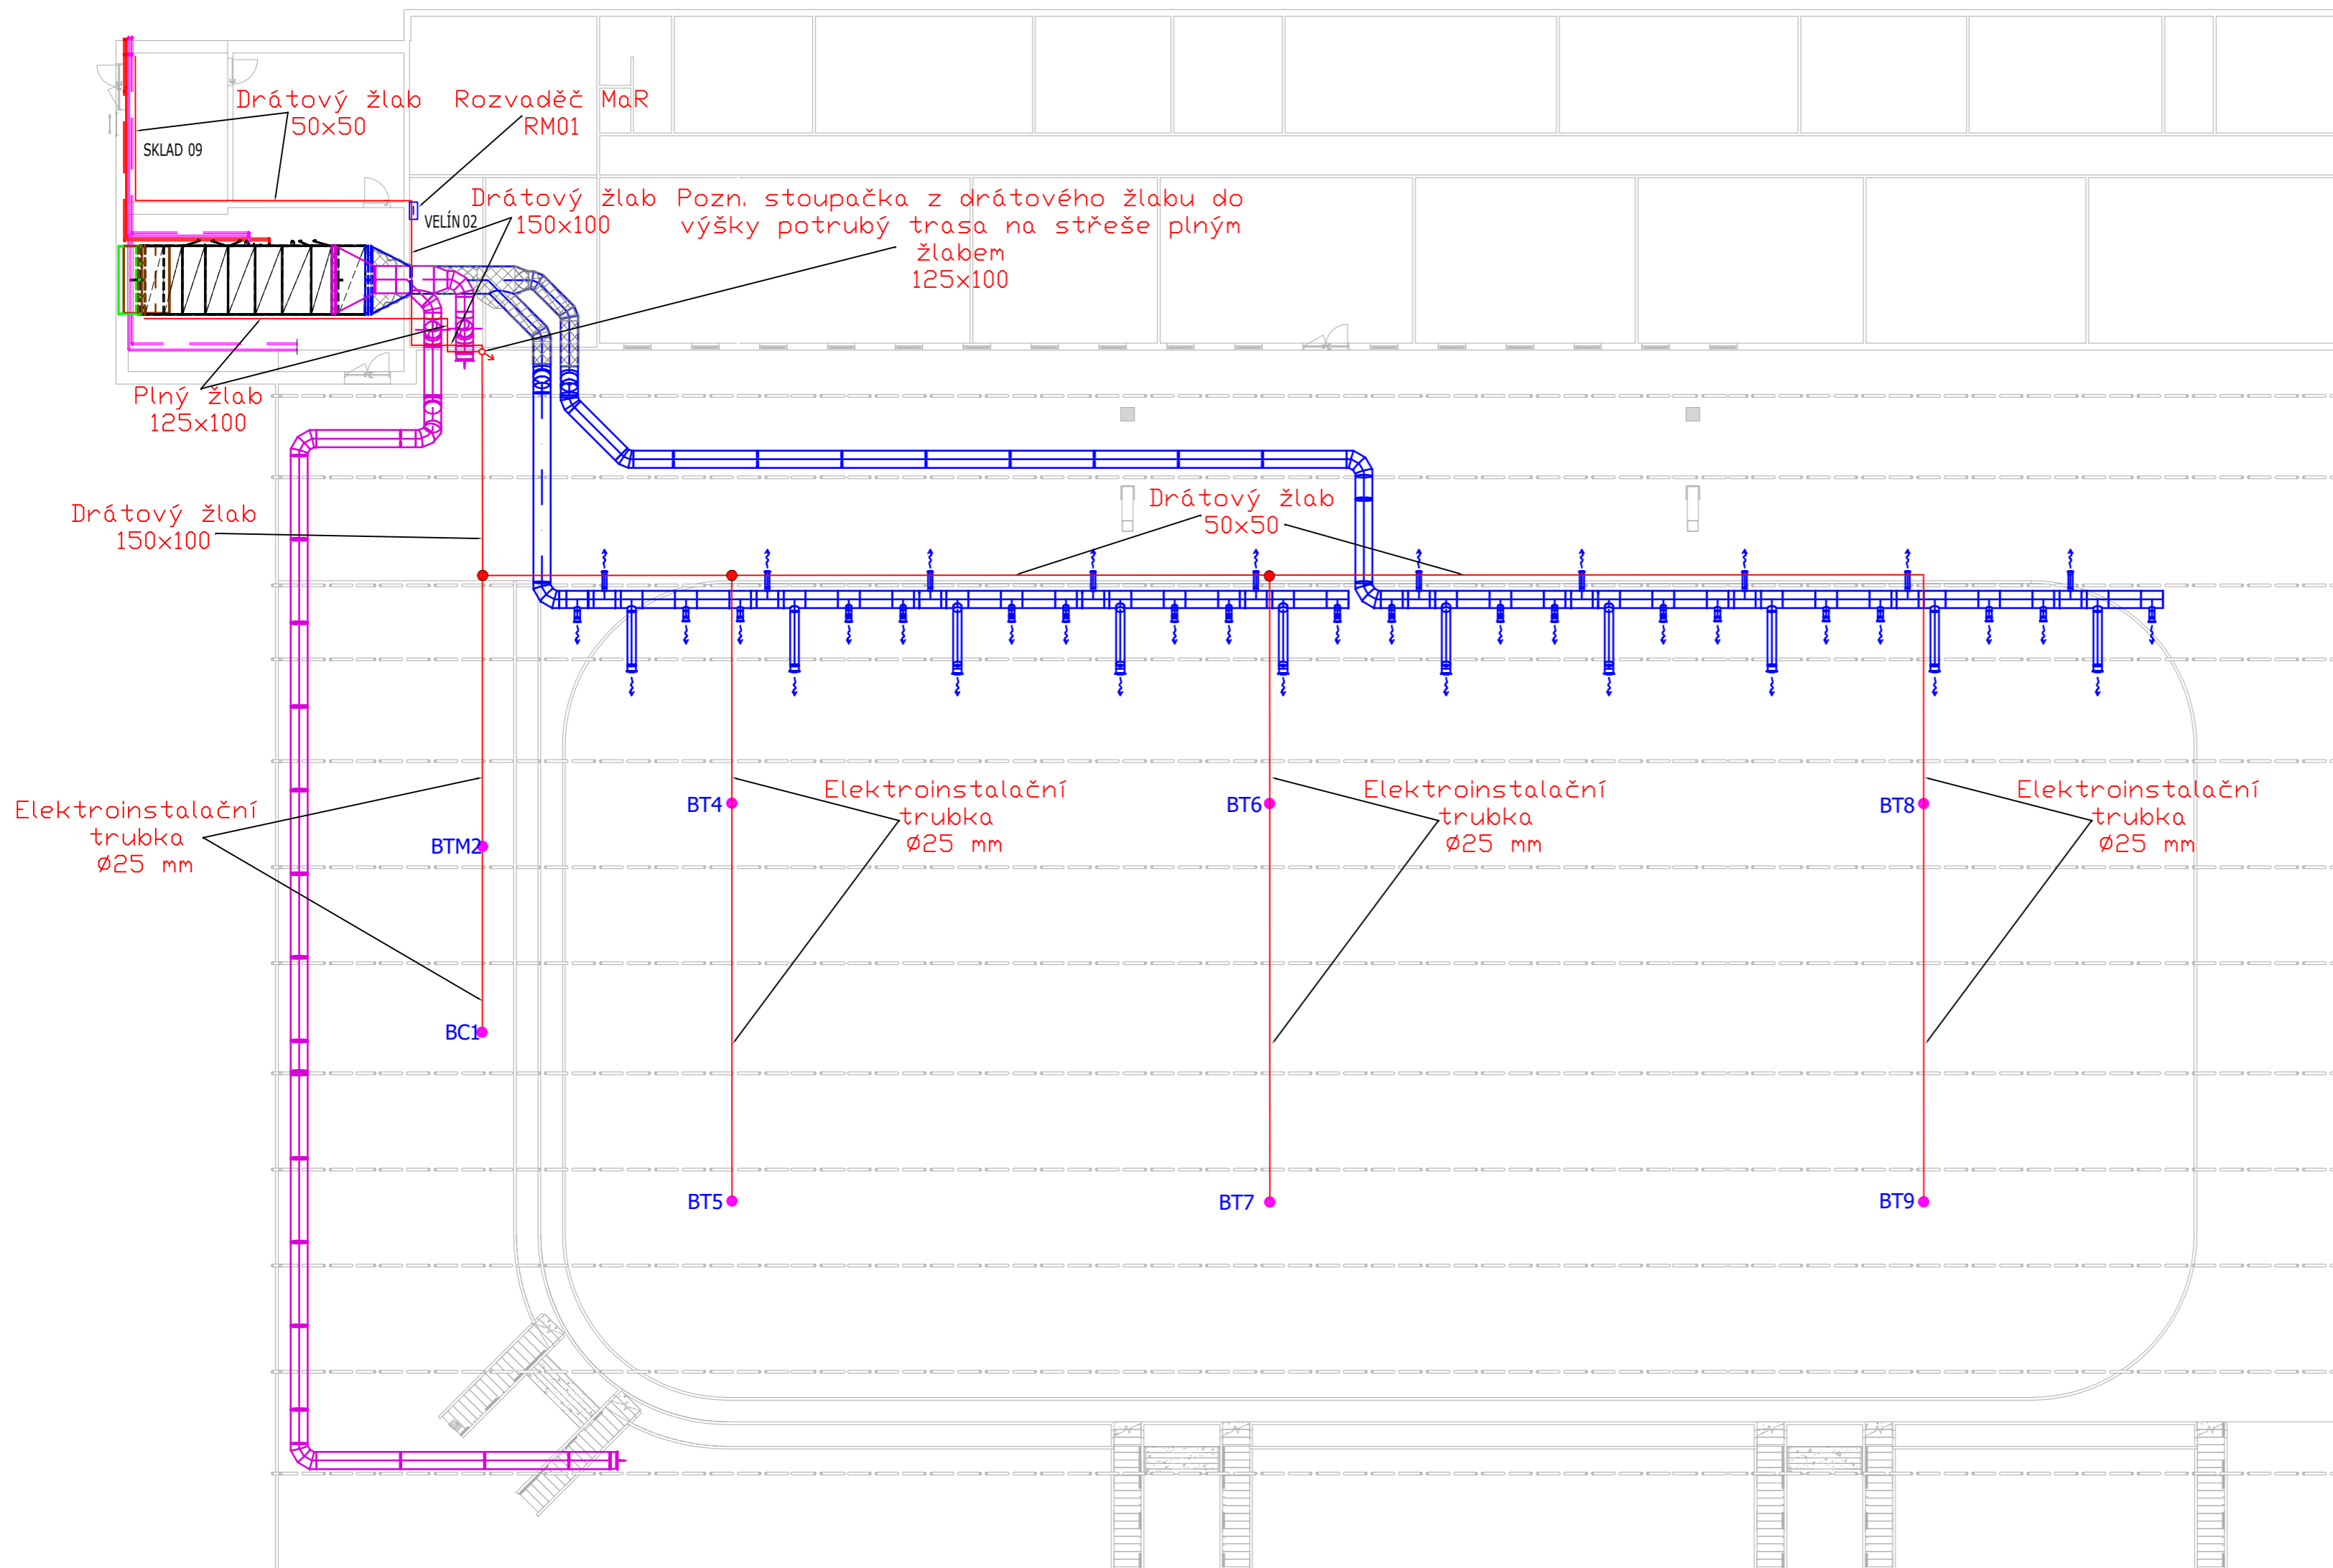 Drátový žlab
50x50
Rozvaděč MaR
RM01
SKLAD 09
Drátový žlab
150x100
VELÍN 02
Pozn. stoupačka z drátového žlabu do
výšky potrubý trasa na střeše plným
žlabem
125x100
Plný žlab
125x100
Drátový žlab
150x100
Drátový žlab
50x50
Elektroinstalační
trubka
Ø25 mm
BTM2
BC1
BT4
Elektroinstalační
trubka
Ø25 mm
BT6
Elektroinstalační
trubka
Ø25 mm
BT8
Elektroinstalační
trubka
Ø25 mm
BT5
BT7
BT9